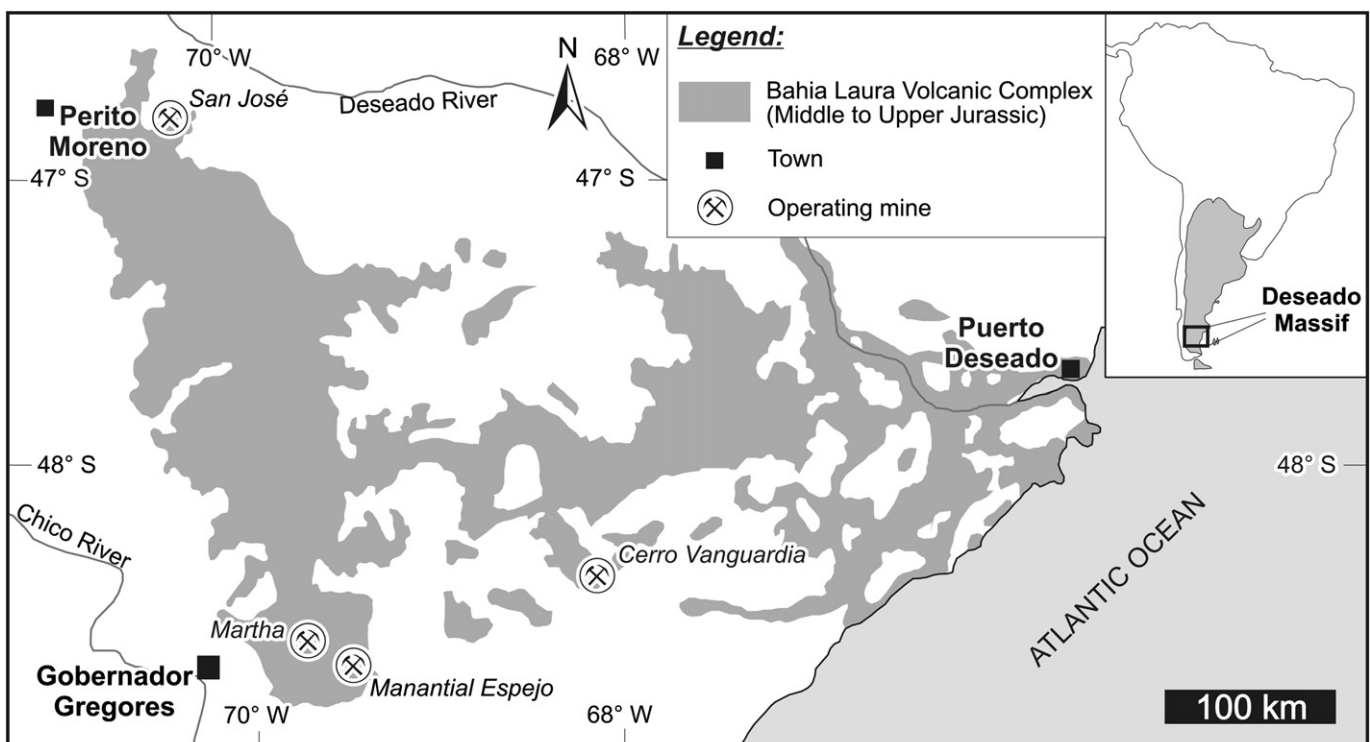 70° W
N
68° W
Legend:
Bahia Laura Volcanic Complex
(Middle to Upper Jurassic)
Town
Operating mine
San José
Deseado River
Perito
Moreno
47° S
47° S
Deseado
Massif
Puerto
Deseado
48° S
48° S
Chico River
Cerro Vanguardia
ATLANTIC OCEAN
Martha
Gobernador
Gregores
Manantial Espejo
70° W
68° W
100 km